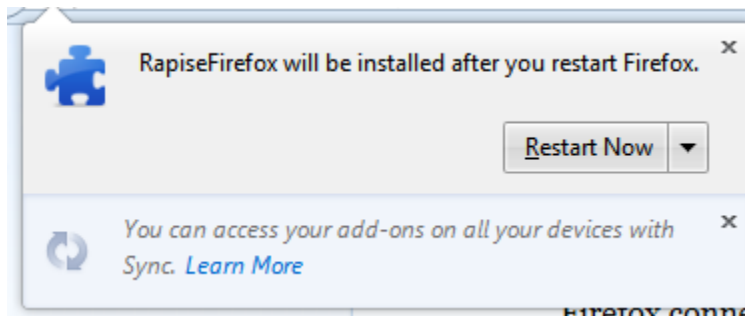 RapiseFirefox will be installed after you restart Firefox.
Restart Now
You can access your add-ons on all your devices with
Sync. Learn More
Firefox